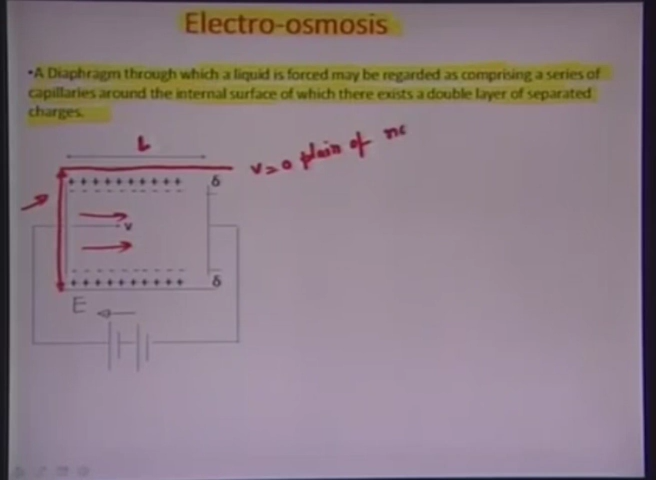 Electro-osmosis
•A Diaphragm through which a liquid is forced may be regarded as comprising a series of
capillaries around the internal surface of which there exists a double layer of separated
charges.
L
v=0 plain of no
+ + + + + + + + + + δ
- - - - - - - - - -
v
- - - - - - - - - -
+ + + + + + + + + + δ
E